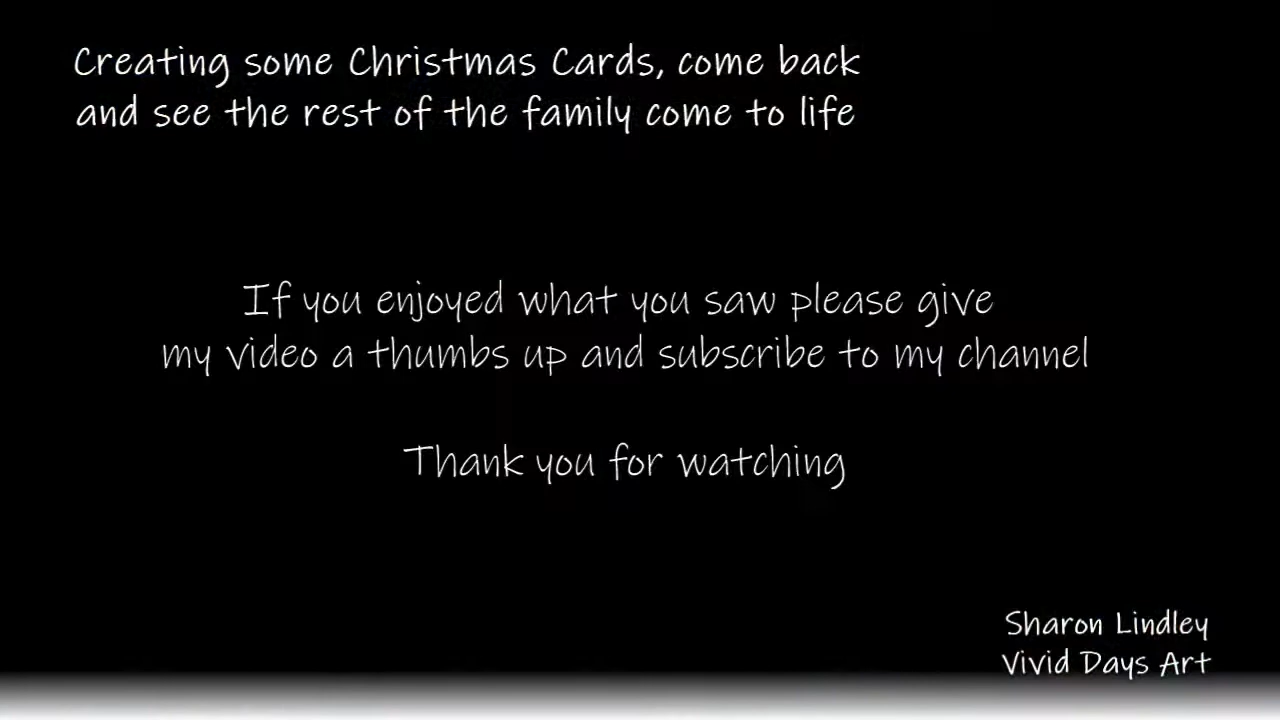 Creating some Christmas Cards, come back
and see the rest of the family come to life
If you enjoyed what you saw please give
my video a thumbs up and subscribe to my channel
Thank you for watching
Sharon Lindley
Vivid Days Art